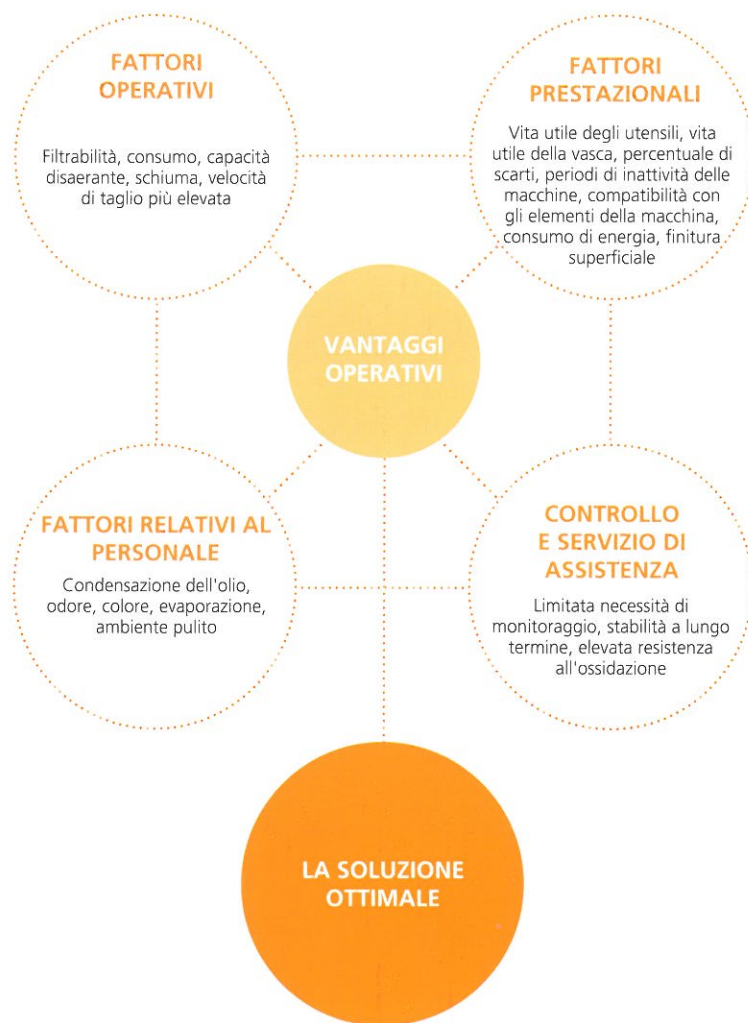 FATTORI
OPERATIVI
Filtrabilità, consumo, capacità
disaerante, schiuma, velocità
di taglio più elevata
FATTORI
PRESTAZIONALI
Vita utile degli utensili, vita
utile della vasca, percentuale di
scarti, periodi di inattività delle
macchine, compatibilità con
gli elementi della macchina,
consumo di energia, finitura
superficiale
VANTAGGI
OPERATIVI
FATTORI RELATIVI AL
PERSONALE
Condensazione dell'olio,
odore, colore, evaporazione,
ambiente pulito
CONTROLLO
E SERVIZIO DI
ASSISTENZA
Limitata necessità di
monitoraggio, stabilità a lungo
termine, elevata resistenza
all'ossidazione
LA SOLUZIONE
OTTIMALE